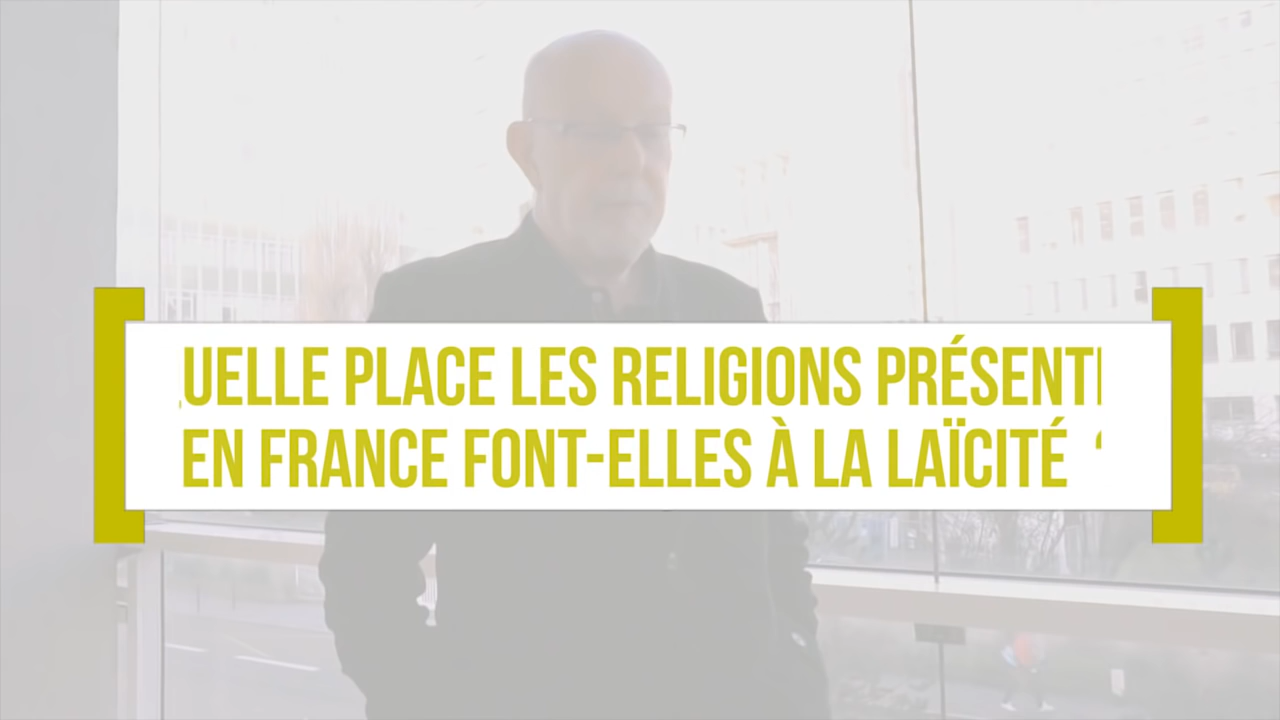 UELLE PLACE LES RELIGIONS PRÉSENT
EN FRANCE FONT-ELLES À LA LAÏCITÉ